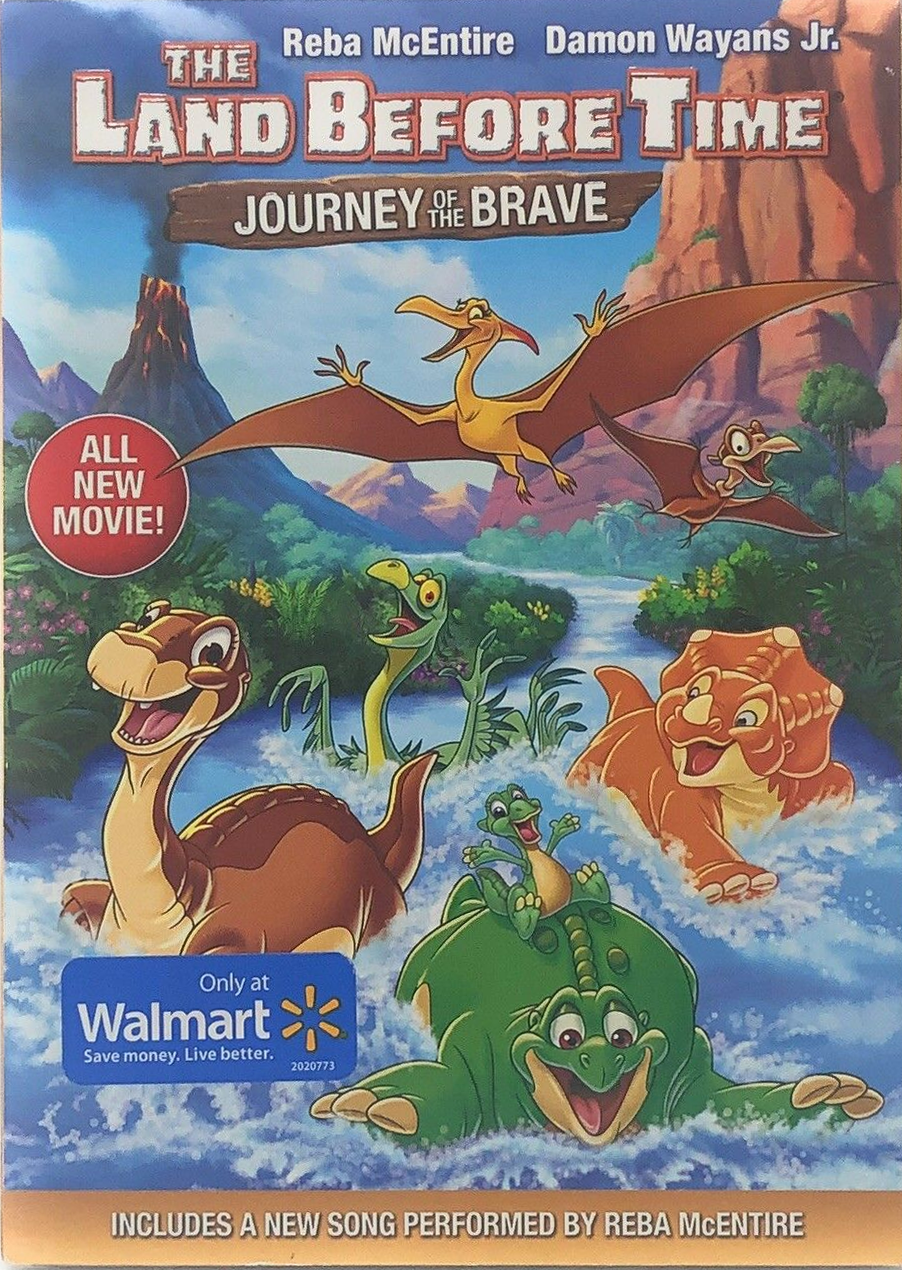 Reba McEntire Damon Wayans Jr.
THE
LAND BEFORE TIME
JOURNEY OF THE BRAVE
ALL
NEW
MOVIE!
Only at
Walmart
Save money. Live better.
2020773
INCLUDES A NEW SONG PERFORMED BY REBA McENTIRE